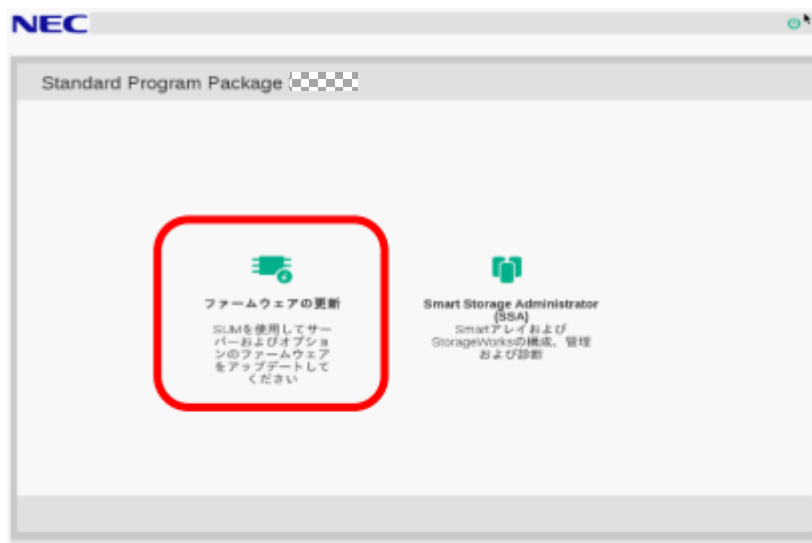 NEC
Standard Program Package
ファームウェアの更新
SUMを使用してサー
バーおよびオプショ
ンのファームウェア
をアップデートして
ください
Smart Storage Administrator
(SSA)
Smartアレイおよび
StorageWorksの構成、管理
および診断